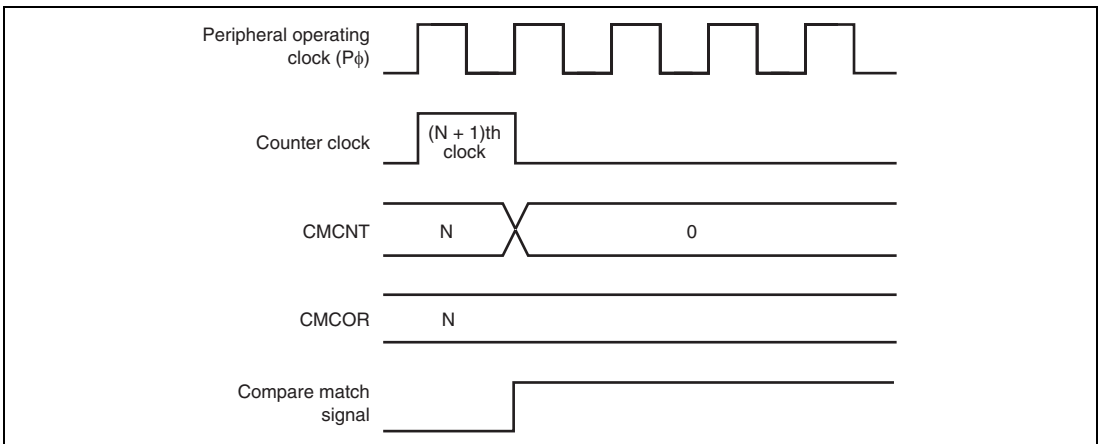 Peripheral operating
clock (Pϕ)
Counter clock
(N + 1)th
clock
CMCNT
N
0
CMCOR
N
Compare match
signal